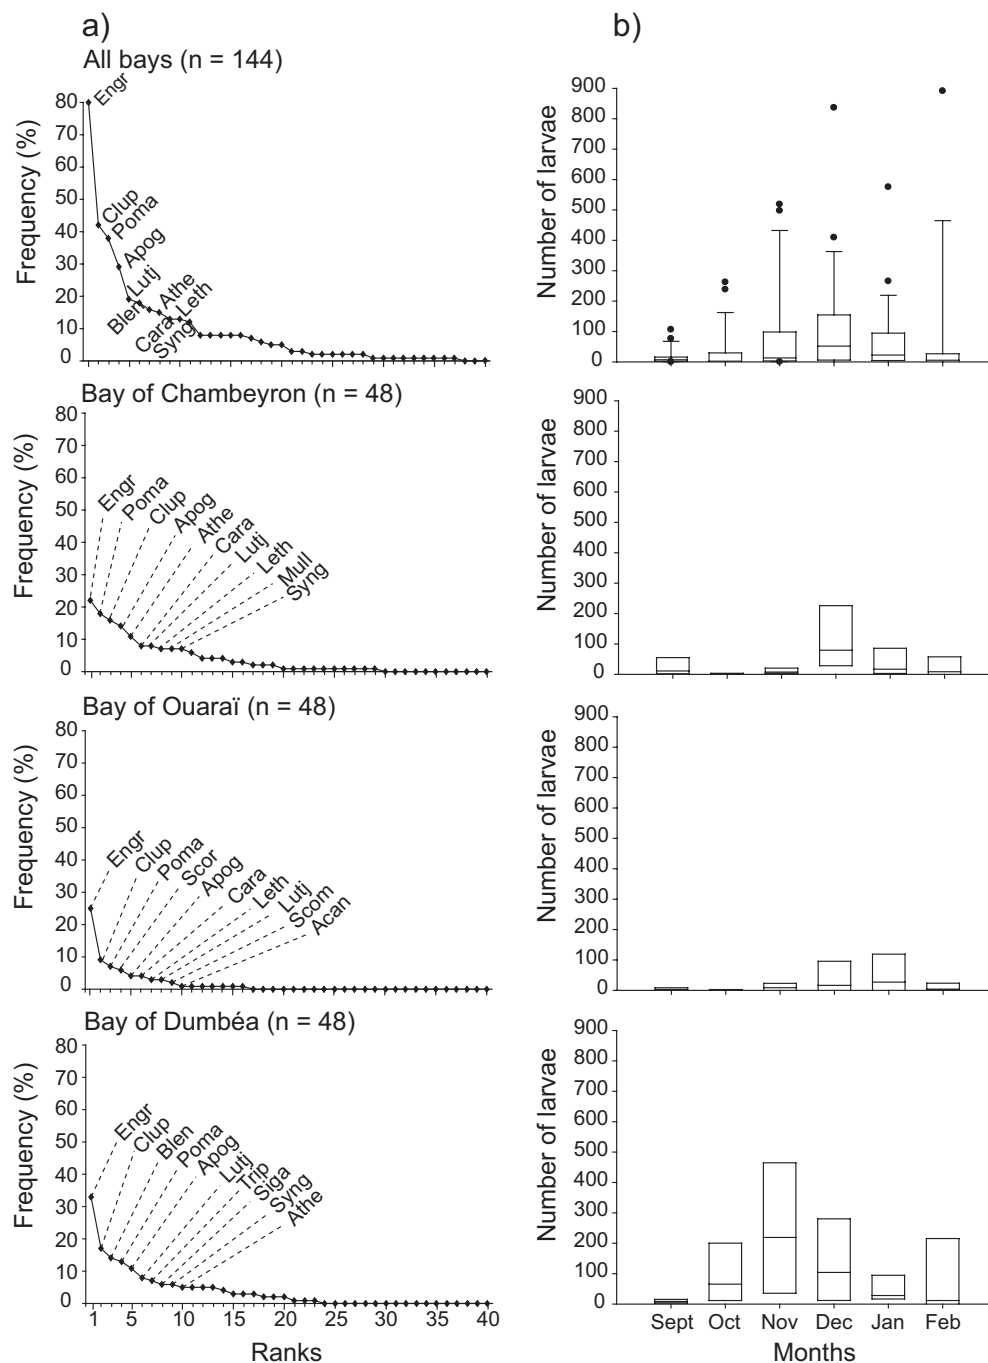 a)
All bays (n = 144)
Frequency (%)
80
70
60
50
40
30
20
10
0
Engr
Clup
Poma
Apog
Lutj
Blen
Athe
Leth
Cara
Syng
Bay of Chambeyron (n = 48)
Frequency (%)
80
70
60
50
40
30
20
10
0
Engr
Poma
Clup
Apog
Athe
Cara
Lutj
Leth
Mull
Syng
Bay of Ouaraï (n = 48)
Frequency (%)
80
70
60
50
40
30
20
10
0
Engr
Clup
Poma
Scor
Apog
Cara
Leth
Lutj
Scom
Acan
Bay of Dumbéa (n = 48)
Frequency (%)
80
70
60
50
40
30
20
10
0
Engr
Clup
Blen
Poma
Apog
Lutj
Trip
Siga
Syng
Athe
1 5 10 15 20 25 30 35 40
Ranks
b)
Number of larvae
900
800
700
600
500
400
300
200
100
0
Number of larvae
900
800
700
600
500
400
300
200
100
0
Number of larvae
900
800
700
600
500
400
300
200
100
0
Number of larvae
900
800
700
600
500
400
300
200
100
0
Sept Oct Nov Dec Jan Feb
Months